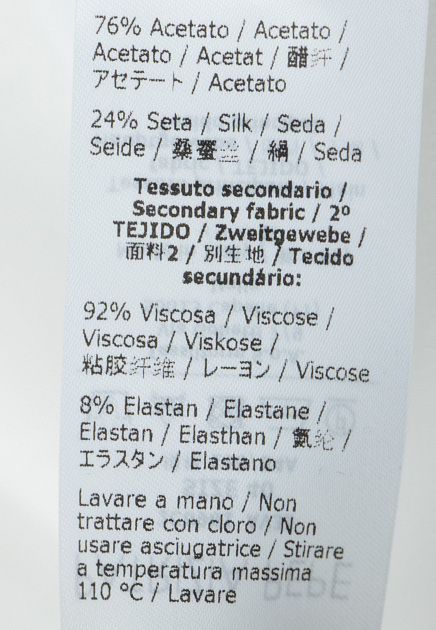 76% Acetato / Acetato /
Acetato / Acetat / 醋纤 /
アセテート / Acetato
24% Seta / Silk / Seda /
Seide / 桑蚕丝 / 絹 / Seda
Tessuto secondario /
Secondary fabric / 2º
TEJIDO / Zweitgewebe /
面料2 / 別生地 / Tecido
secundário:
92% Viscosa / Viscose /
Viscosa / Viskose /
粘胶纤维 / レーヨン / Viscose
8% Elastan / Elastane /
Elastan / Elasthan / 氨纶 /
エラスタン / Elastano
Lavare a mano / Non
trattare con cloro / Non
usare asciugatrice / Stirare
a temperatura massima
110 °C / Lavare